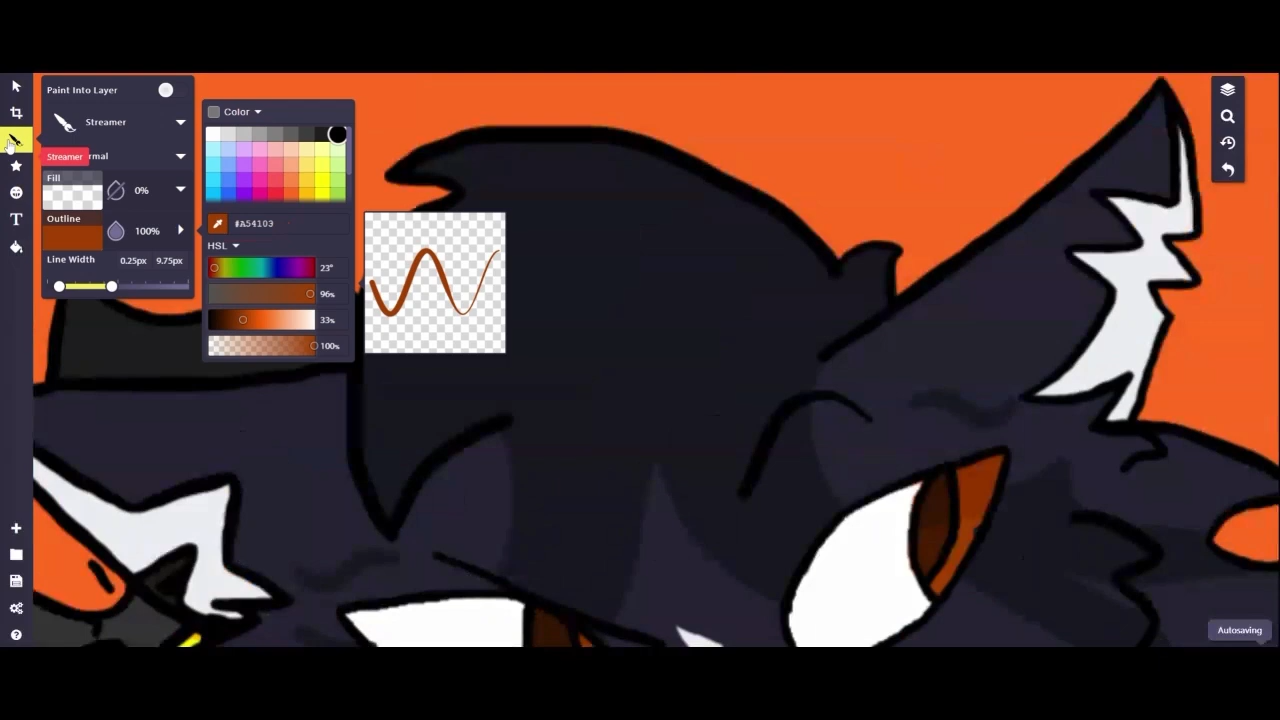 Paint Into Layer
Color
Streamer
Streamer
rmal
Fill
0%
Outline
#A54103
100%
HSL
Line Width
0.25px 9.75px
23°
96%
33%
100%
T
Autosaving